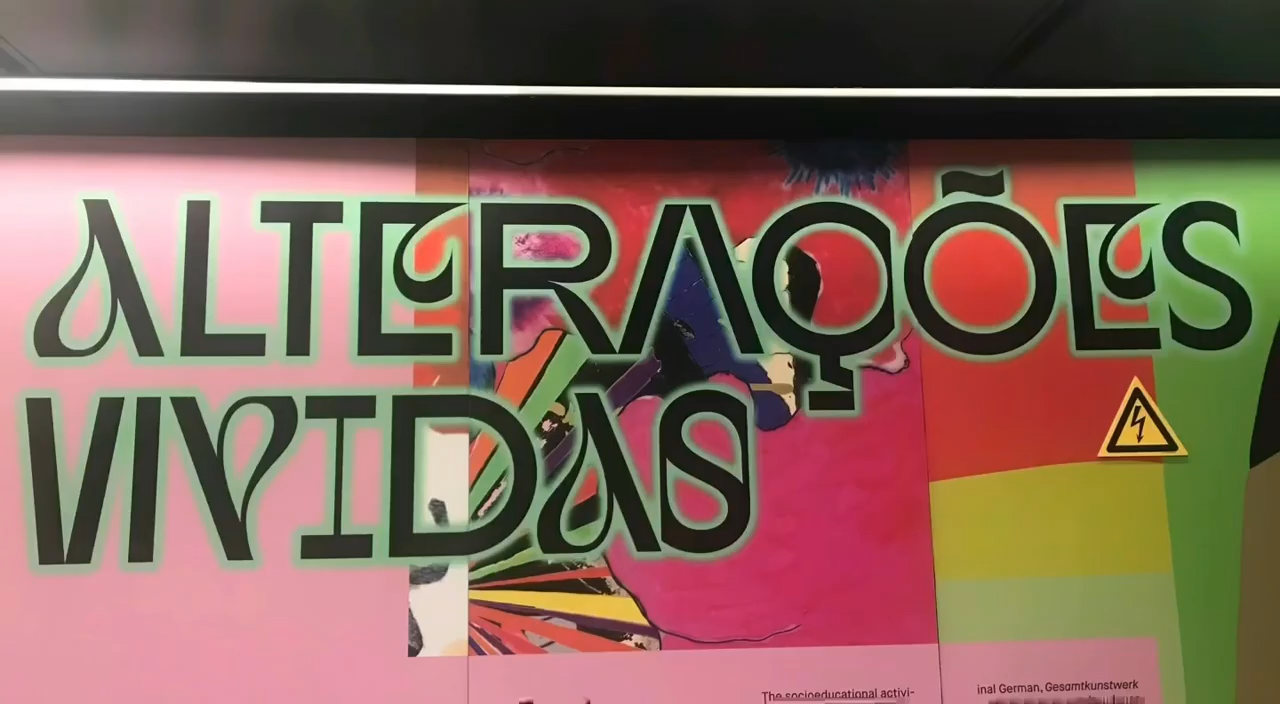 ALTERAÇÕES
VIVIDAS
The socioeducational activi-
inal German, Gesamtkunstwerk